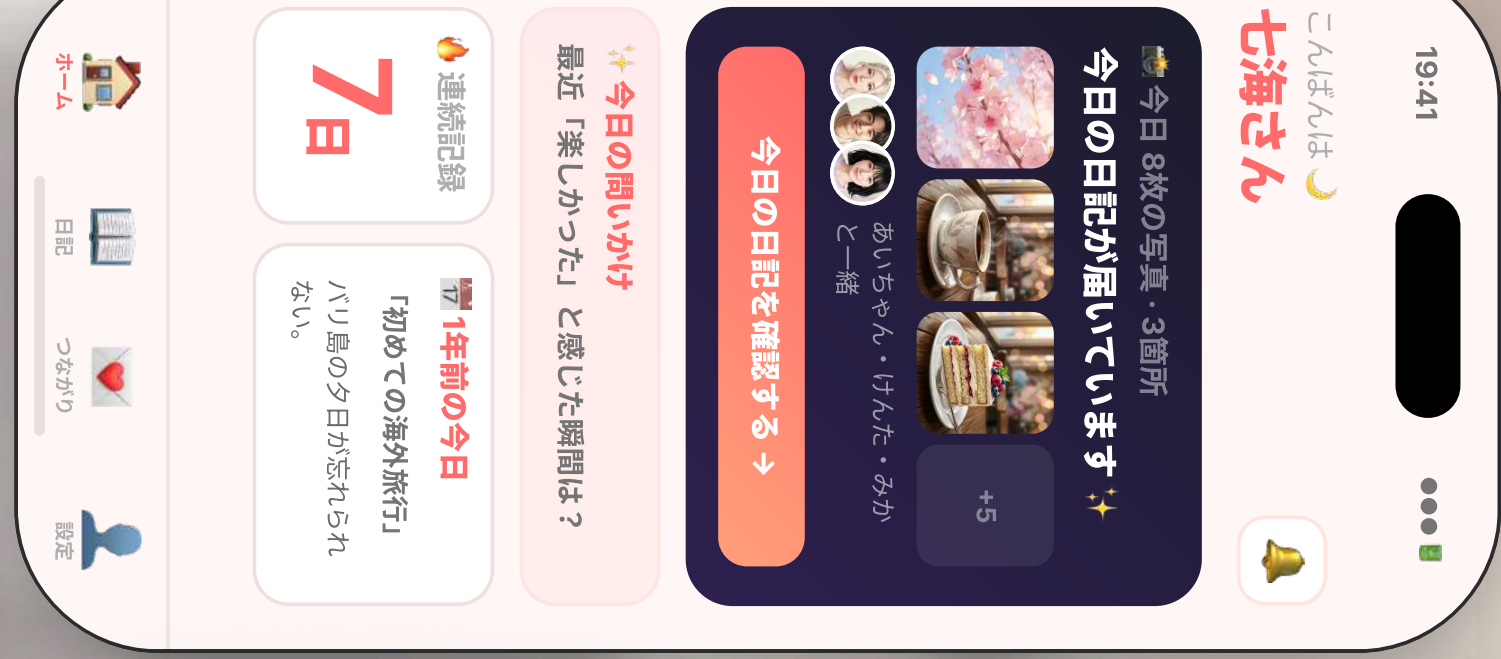 19:41
こんばんは 🌙
七海さん
📸 今日 8枚の写真・3箇所
今日の日記が届いています ✨
+5
あいちゃん・けんた・みか
と一緒
今日の日記を確認する →
✨ 今日の問いかけ
最近「楽しかった」と感じた瞬間は？
🔥 連続記録
7日
📅 1年前の今日
「初めての海外旅行」
バリ島の夕日が忘れられ
ない。
ホーム
日記
つながり
設定